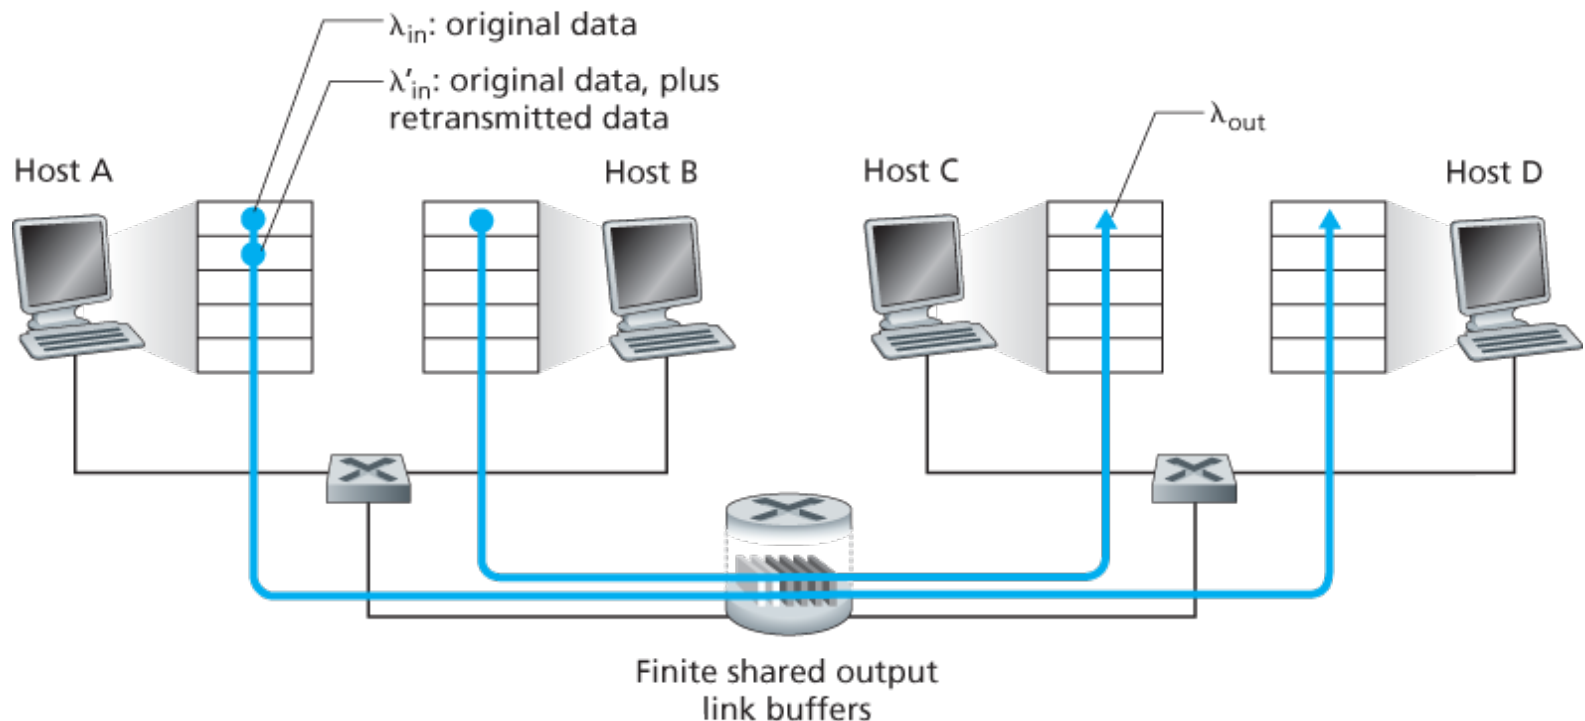 λin: original data
λ′in: original data, plus
retransmitted data
λout
Host A
Host B
Host C
Host D
Finite shared output
link buffers